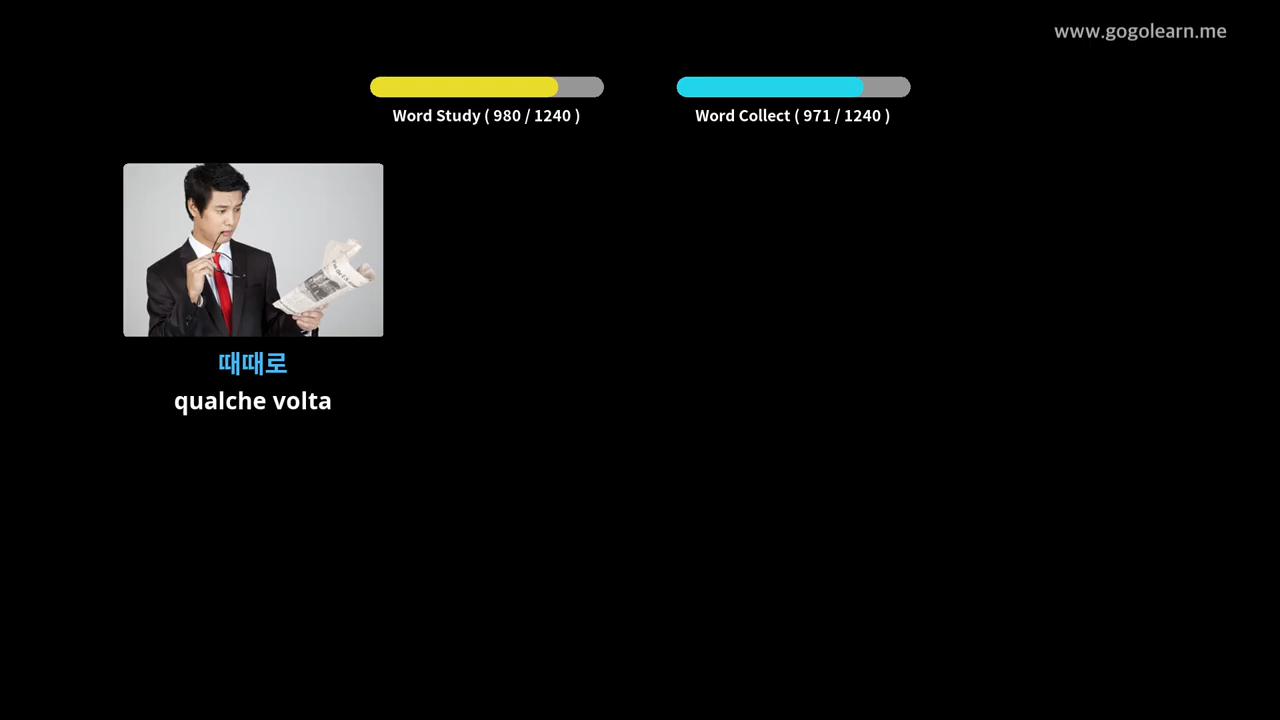 www.gogolearn.me
Word Study ( 980 / 1240 )
Word Collect ( 971 / 1240 )
때때로
qualche volta